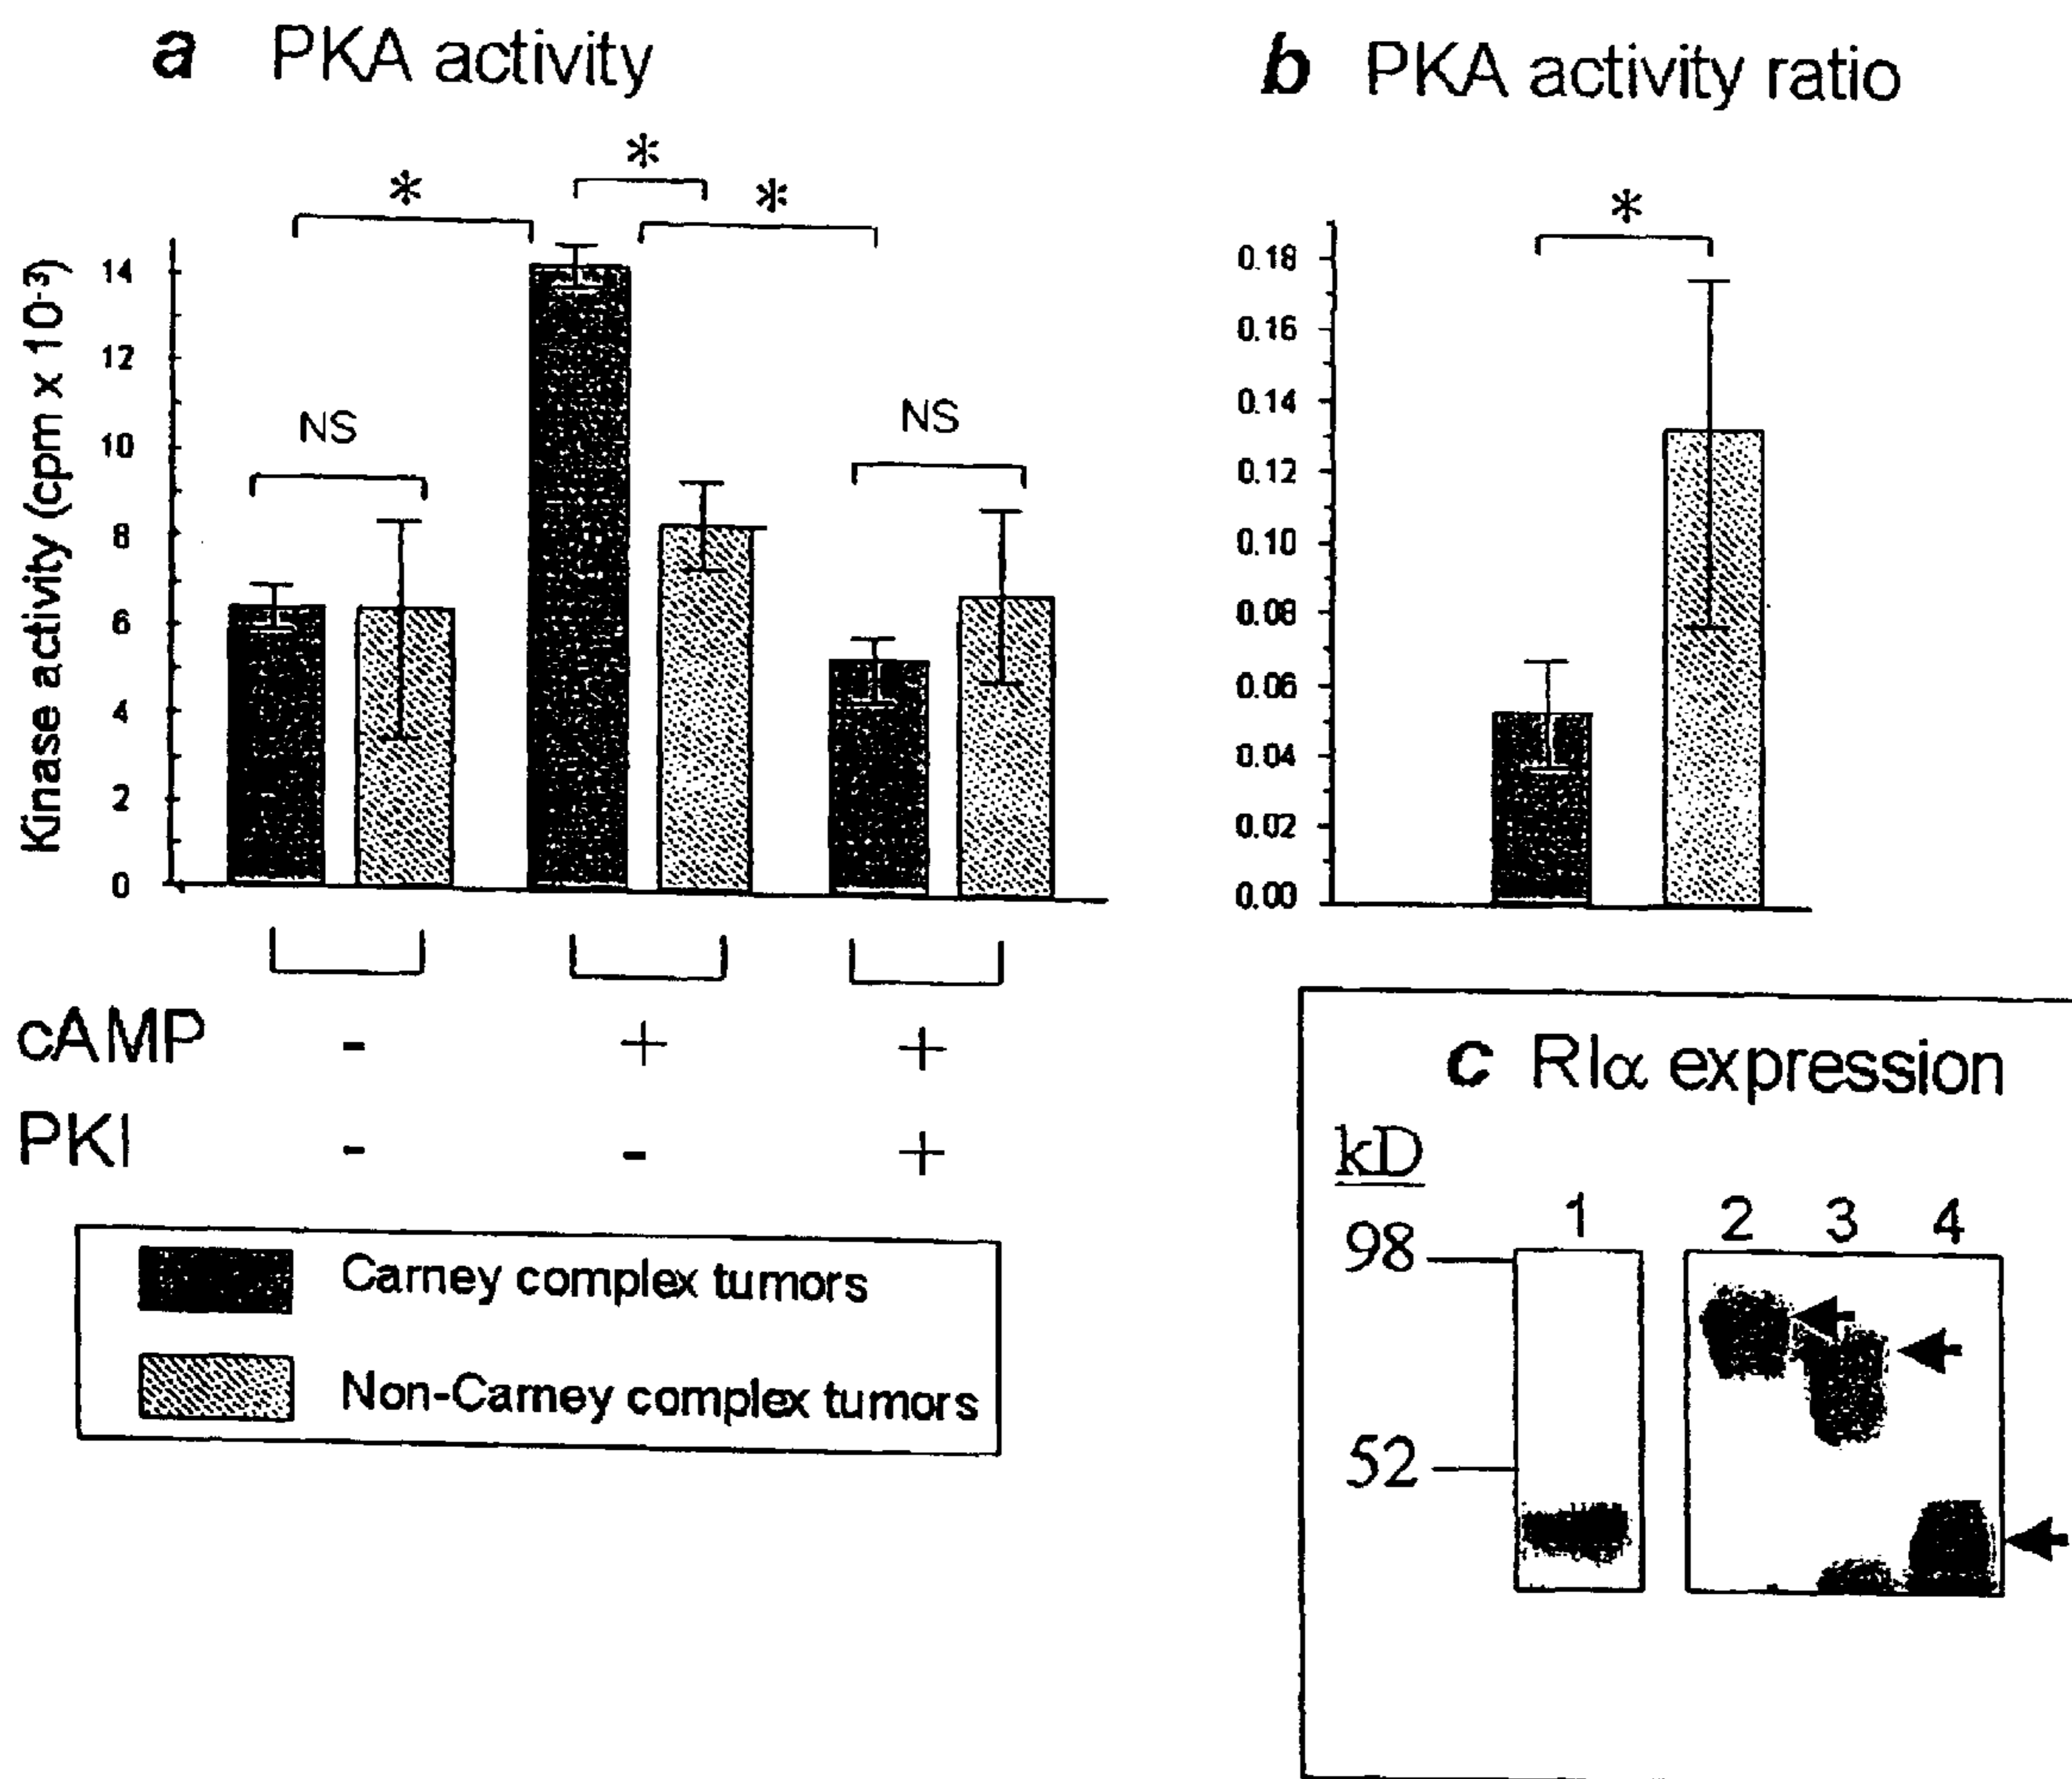 a PKA activity
*
*
*
Kinase activity (cpm x 10-3)
14
12
10
8
6
4
2
0
NS
NS
cAMP - + +
PKI - - +
Carney complex tumors
Non-Carney complex tumors
b PKA activity ratio
*
0.18
0.16
0.14
0.12
0.10
0.08
0.06
0.04
0.02
0.00
c RIα expression
kD
1 2 3 4
98
52